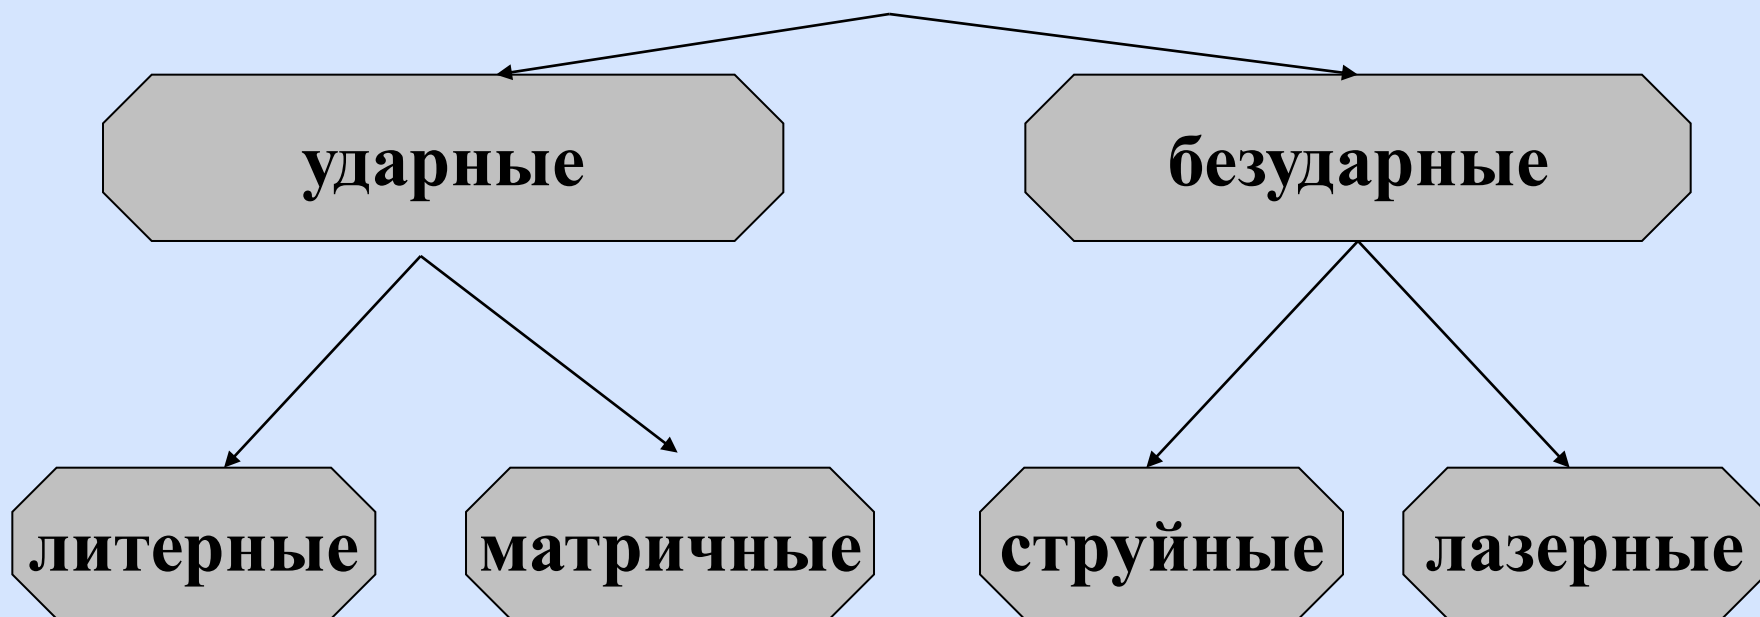 ударные
безударные
литерные
матричные
струйные
лазерные